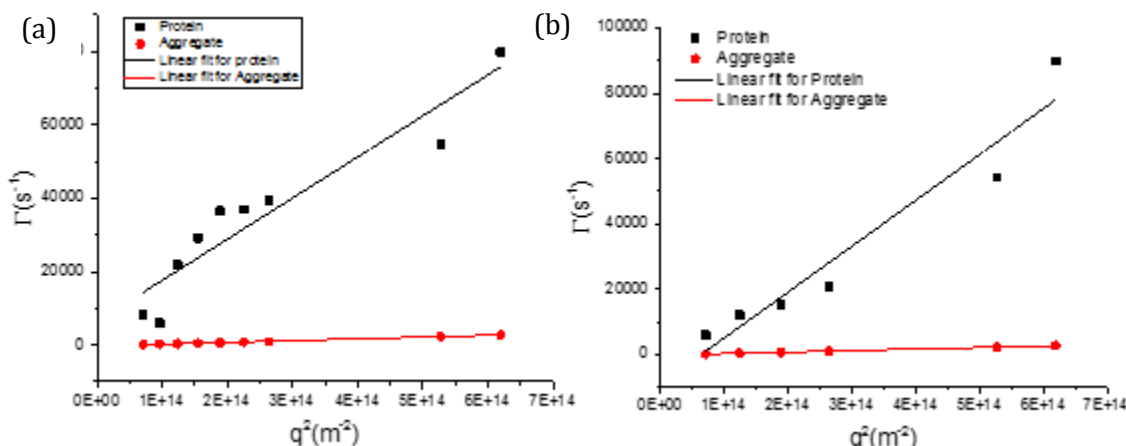 (a)
Protein
Aggregate
Linear fit for protein
Linear fit for Aggregate
0
60000
40000
20000
0
Γ(s⁻¹)
0E+00 1E+14 2E+14 3E+14 4E+14 5E+14 6E+14 7E+14
q²(m⁻²)
(b)
Protein
Aggregate
Linear fit for Protein
Linear fit for Aggregate
100000
80000
60000
40000
20000
0
Γ(s⁻¹)
0E+00 1E+14 2E+14 3E+14 4E+14 5E+14 6E+14 7E+14
q²(m⁻²)